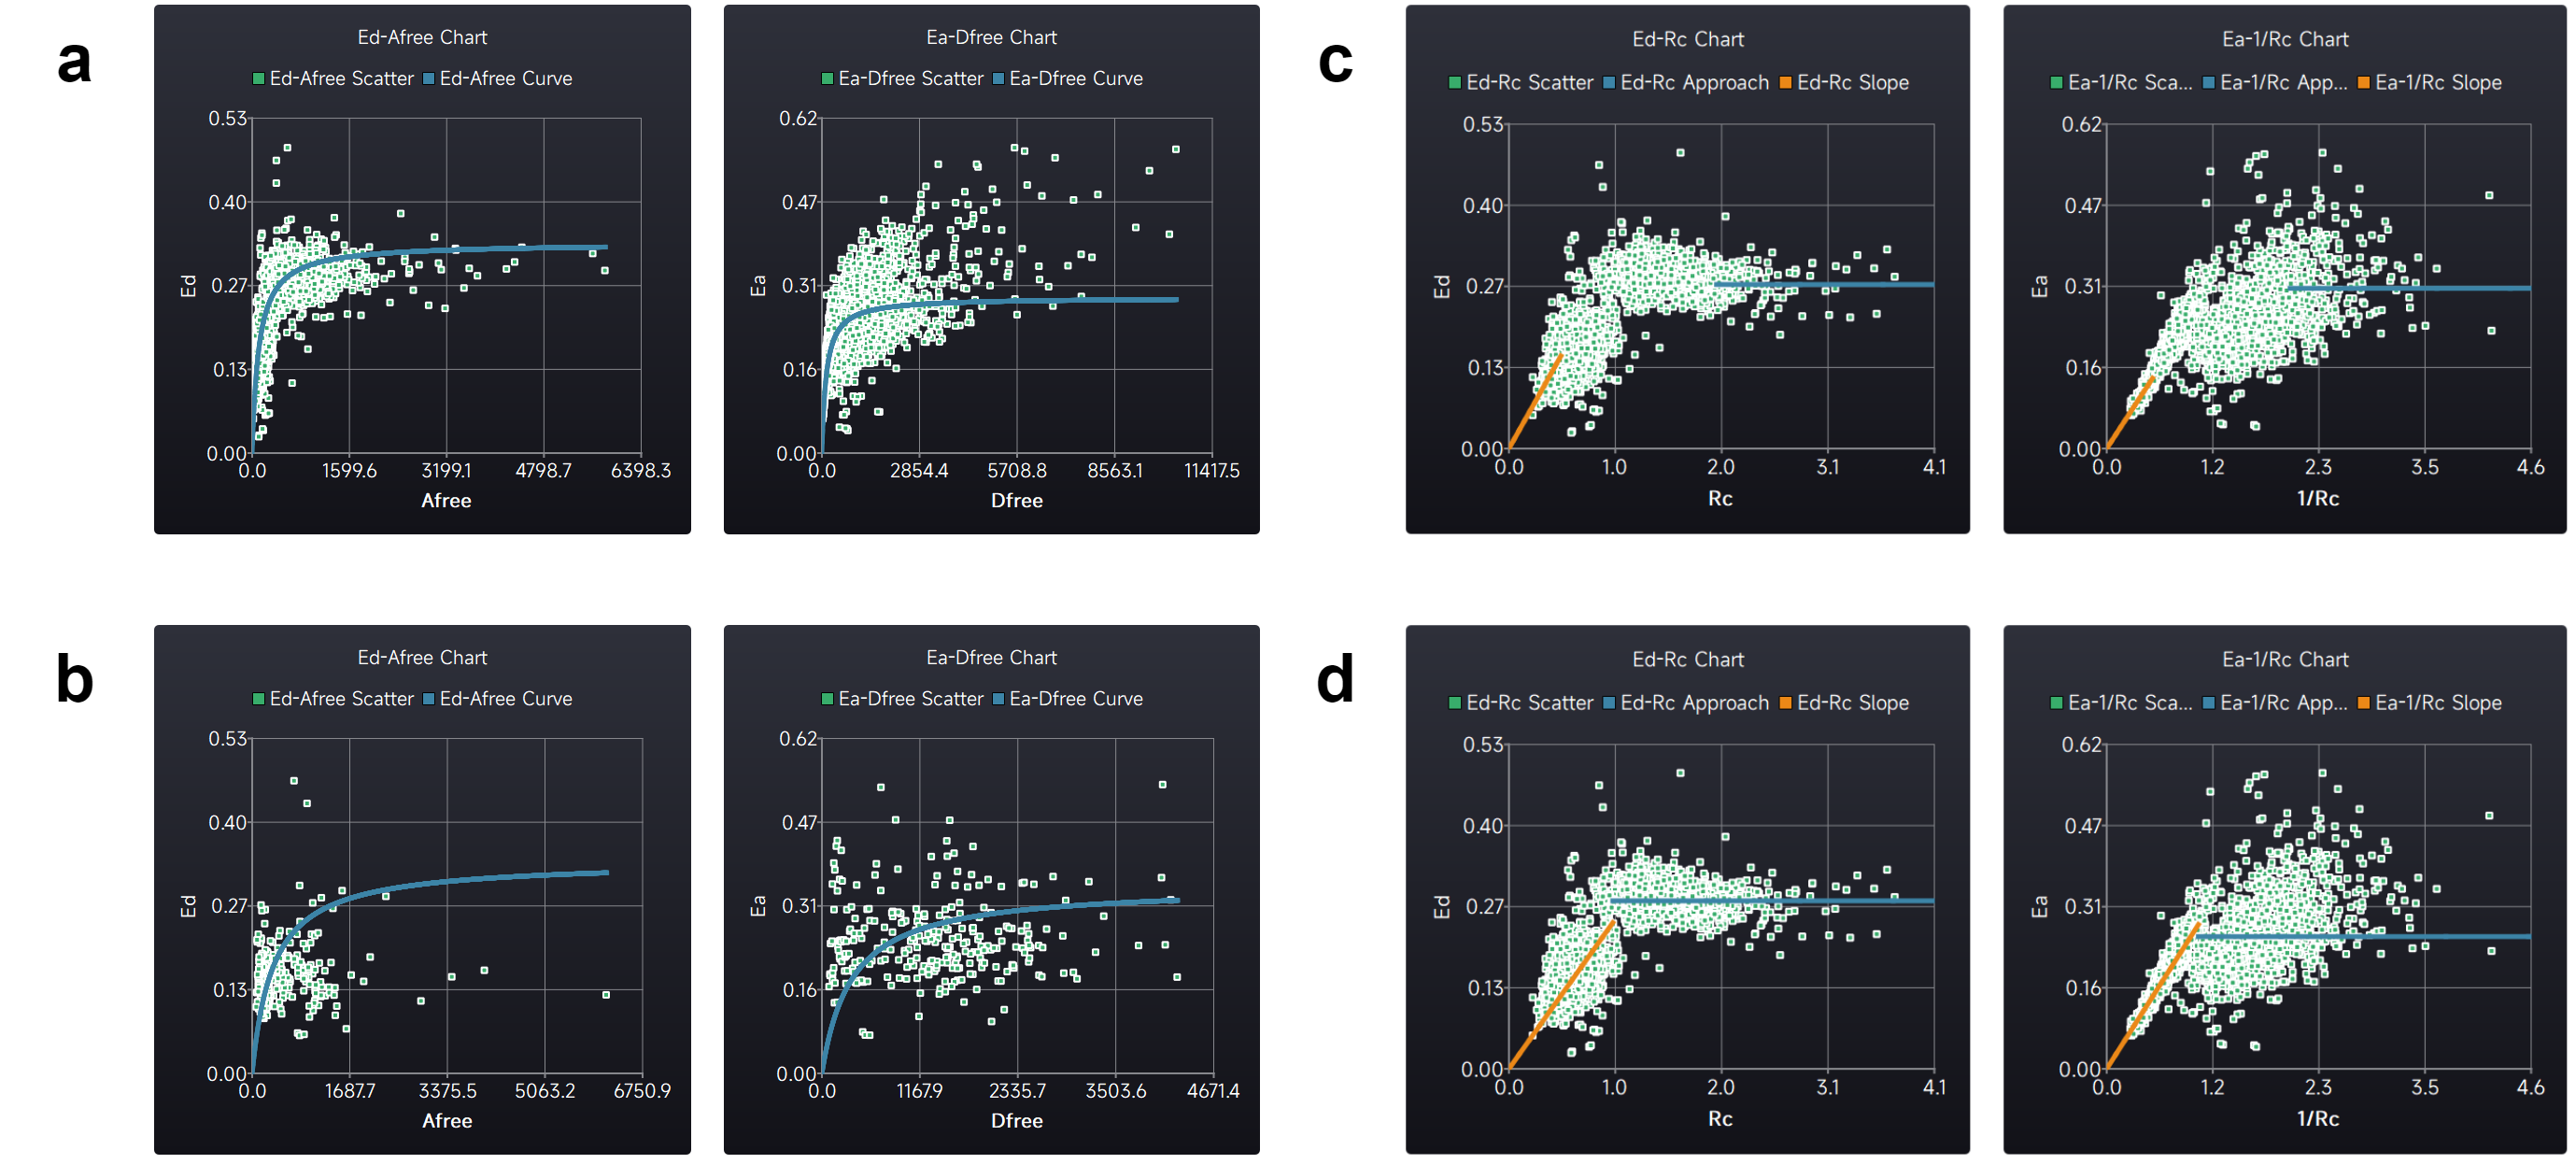 a
Ed-Afree Chart
Ed-Afree Scatter Ed-Afree Curve
0.53
0.40
0.27
0.13
0.00
Ed
0.0 1599.6 3199.1 4798.7 6398.3
Afree
Ea-Dfree Chart
Ea-Dfree Scatter Ea-Dfree Curve
0.62
0.47
0.31
0.16
0.00
Ea
0.0 2854.4 5708.8 8563.1 11417.5
Dfree
c
Ed-Rc Chart
Ed-Rc Scatter Ed-Rc Approach Ed-Rc Slope
0.53
0.40
0.27
0.13
0.00
Ed
0.0 1.0 2.0 3.1 4.1
Rc
Ea-1/Rc Chart
Ea-1/Rc Sca... Ea-1/Rc App... Ea-1/Rc Slope
0.62
0.47
0.31
0.16
0.00
Ea
0.0 1.2 2.3 3.5 4.6
1/Rc
b
Ed-Afree Chart
Ed-Afree Scatter Ed-Afree Curve
0.53
0.40
0.27
0.13
0.00
Ed
0.0 1687.7 3375.5 5063.2 6750.9
Afree
Ea-Dfree Chart
Ea-Dfree Scatter Ea-Dfree Curve
0.62
0.47
0.31
0.16
0.00
Ea
0.0 1167.9 2335.7 3503.6 4671.4
Dfree
d
Ed-Rc Chart
Ed-Rc Scatter Ed-Rc Approach Ed-Rc Slope
0.53
0.40
0.27
0.13
0.00
Ed
0.0 1.0 2.0 3.1 4.1
Rc
Ea-1/Rc Chart
Ea-1/Rc Sca... Ea-1/Rc App... Ea-1/Rc Slope
0.62
0.47
0.31
0.16
0.00
Ea
0.0 1.2 2.3 3.5 4.6
1/Rc